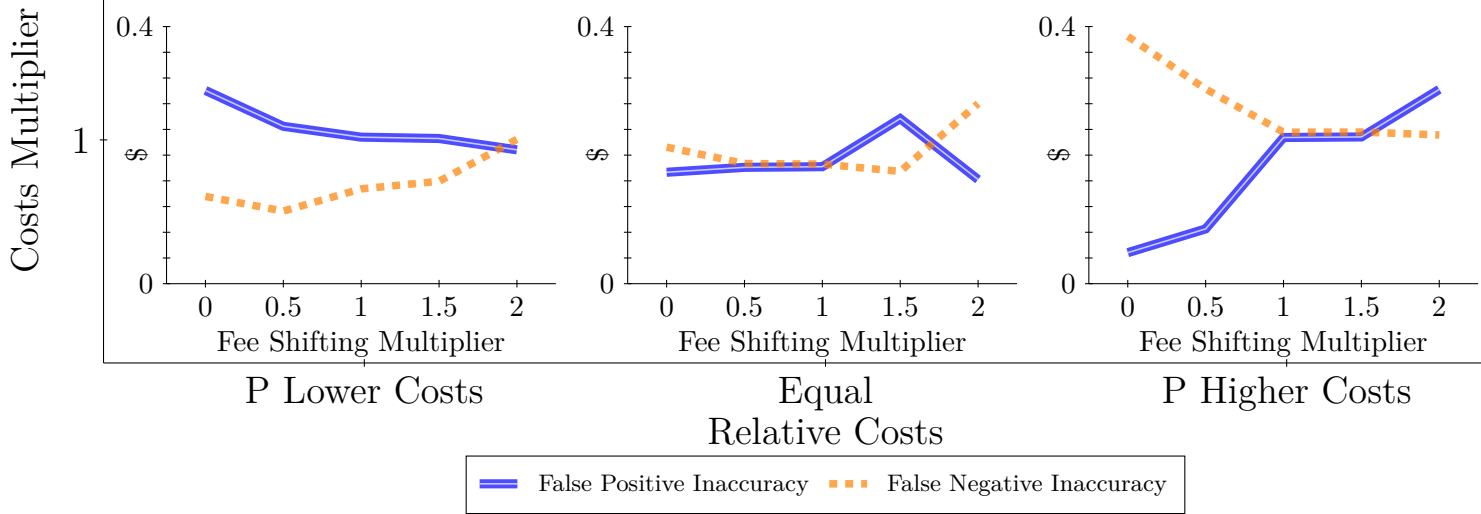 Costs Multiplier
1
0.4
$
0
0 0.5 1 1.5 2
Fee Shifting Multiplier
0.4
$
0
0 0.5 1 1.5 2
Fee Shifting Multiplier
0.4
$
0
0 0.5 1 1.5 2
Fee Shifting Multiplier
P Lower Costs
Equal
P Higher Costs
Relative Costs
False Positive Inaccuracy
False Negative Inaccuracy